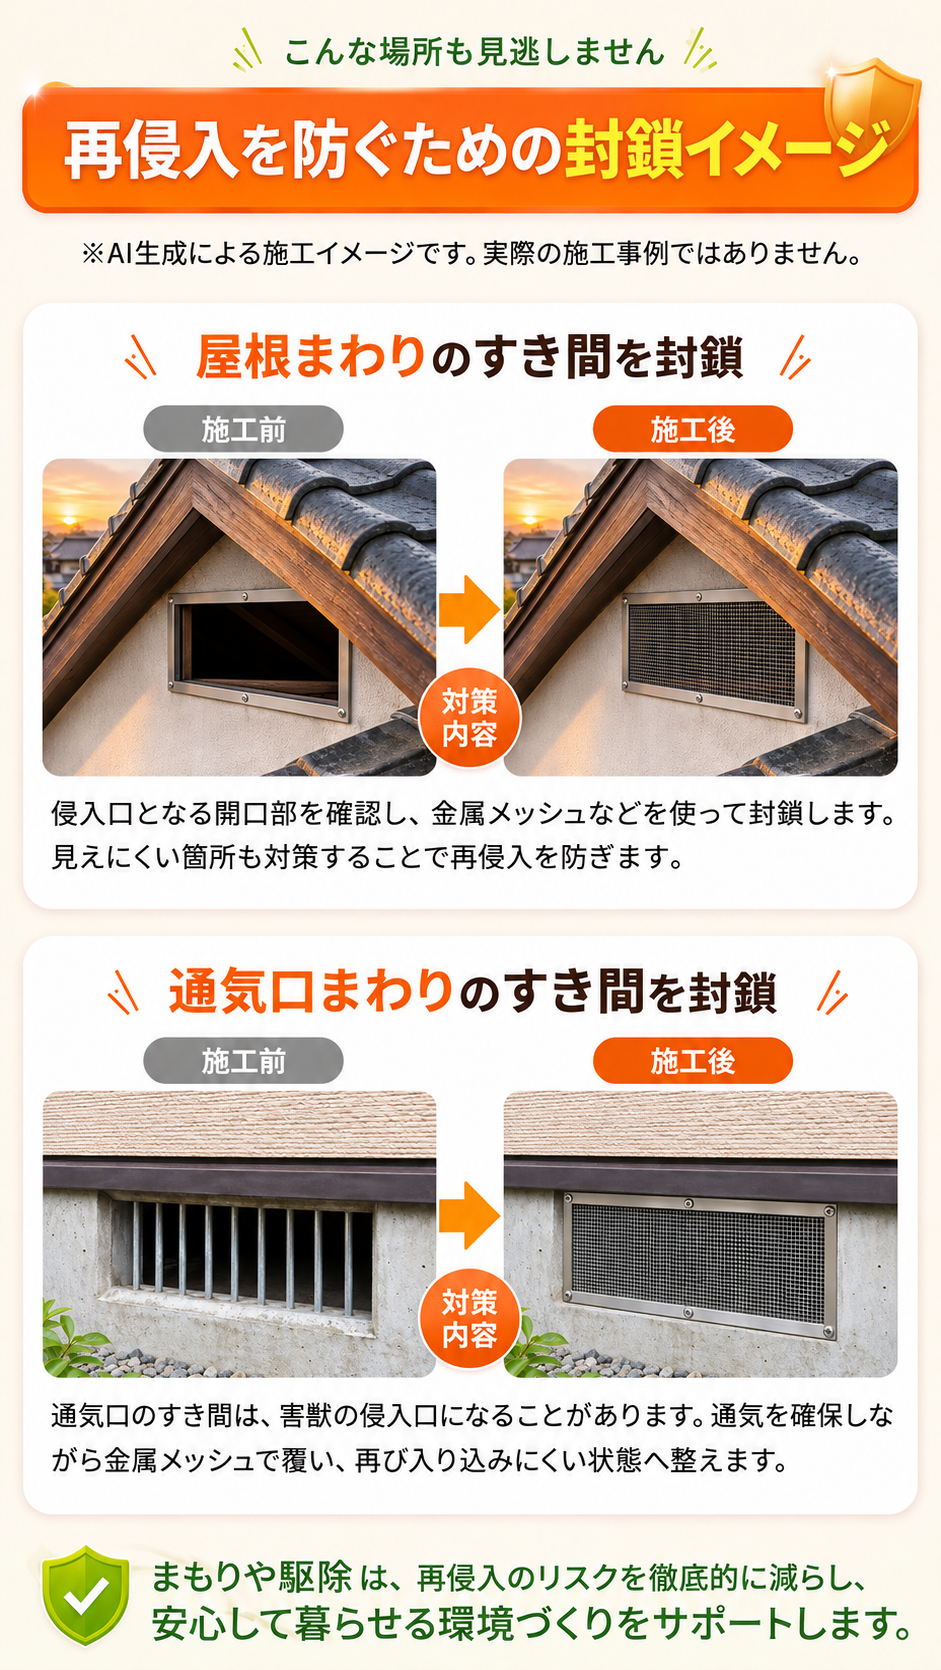 こんな場所も見逃しません
再侵入を防ぐための封鎖イメージ
※AI生成による施工イメージです。実際の施工事例ではありません。
屋根まわりのすき間を封鎖
施工前
施工後
対策
内容
侵入口となる開口部を確認し、金属メッシュなどを使って封鎖します。
見えにくい箇所も対策することで再侵入を防ぎます。
通気口まわりのすき間を封鎖
施工前
施工後
対策
内容
通気口のすき間は、害獣の侵入口になることがあります。通気を確保しな
がら金属メッシュで覆い、再び入り込みにくい状態へ整えます。
まもりや駆除は、再侵入のリスクを徹底的に減らし、
安心して暮らせる環境づくりをサポートします。